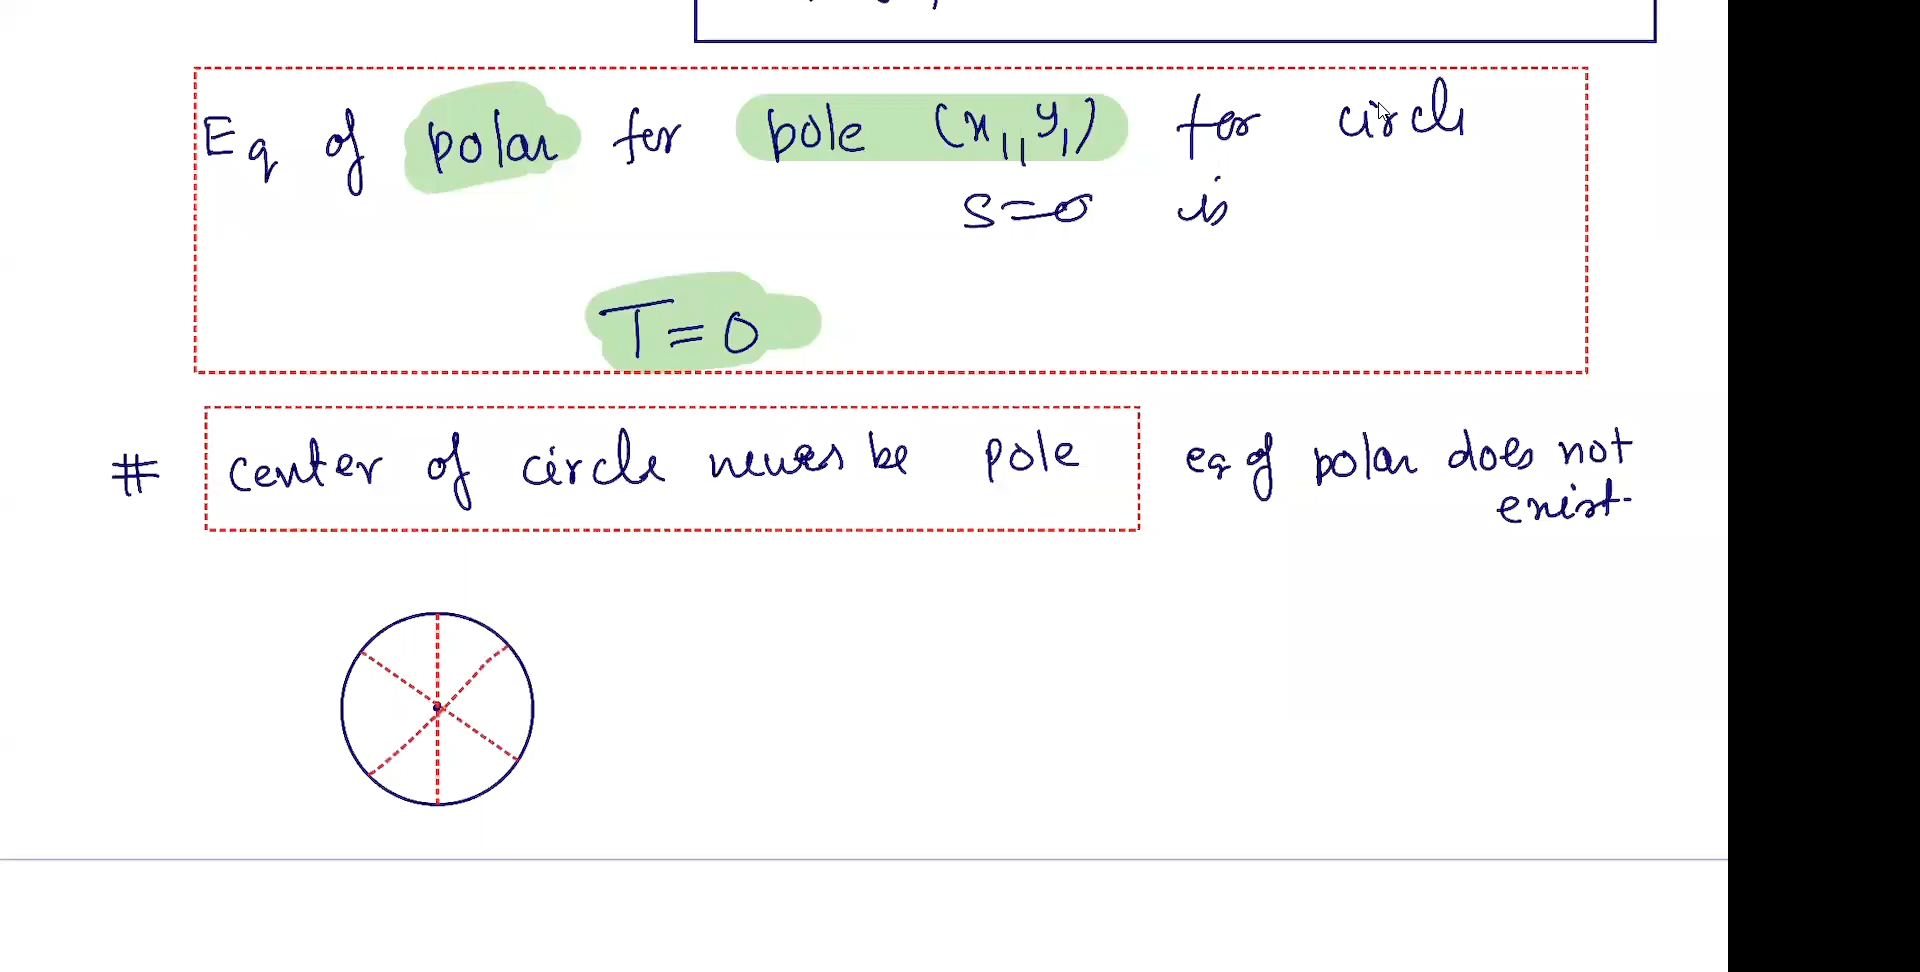 Eq of polar for pole (x₁, y₁) for circle
S=0 is
T=0
# center of circle never be pole eq of polar does not
exist.